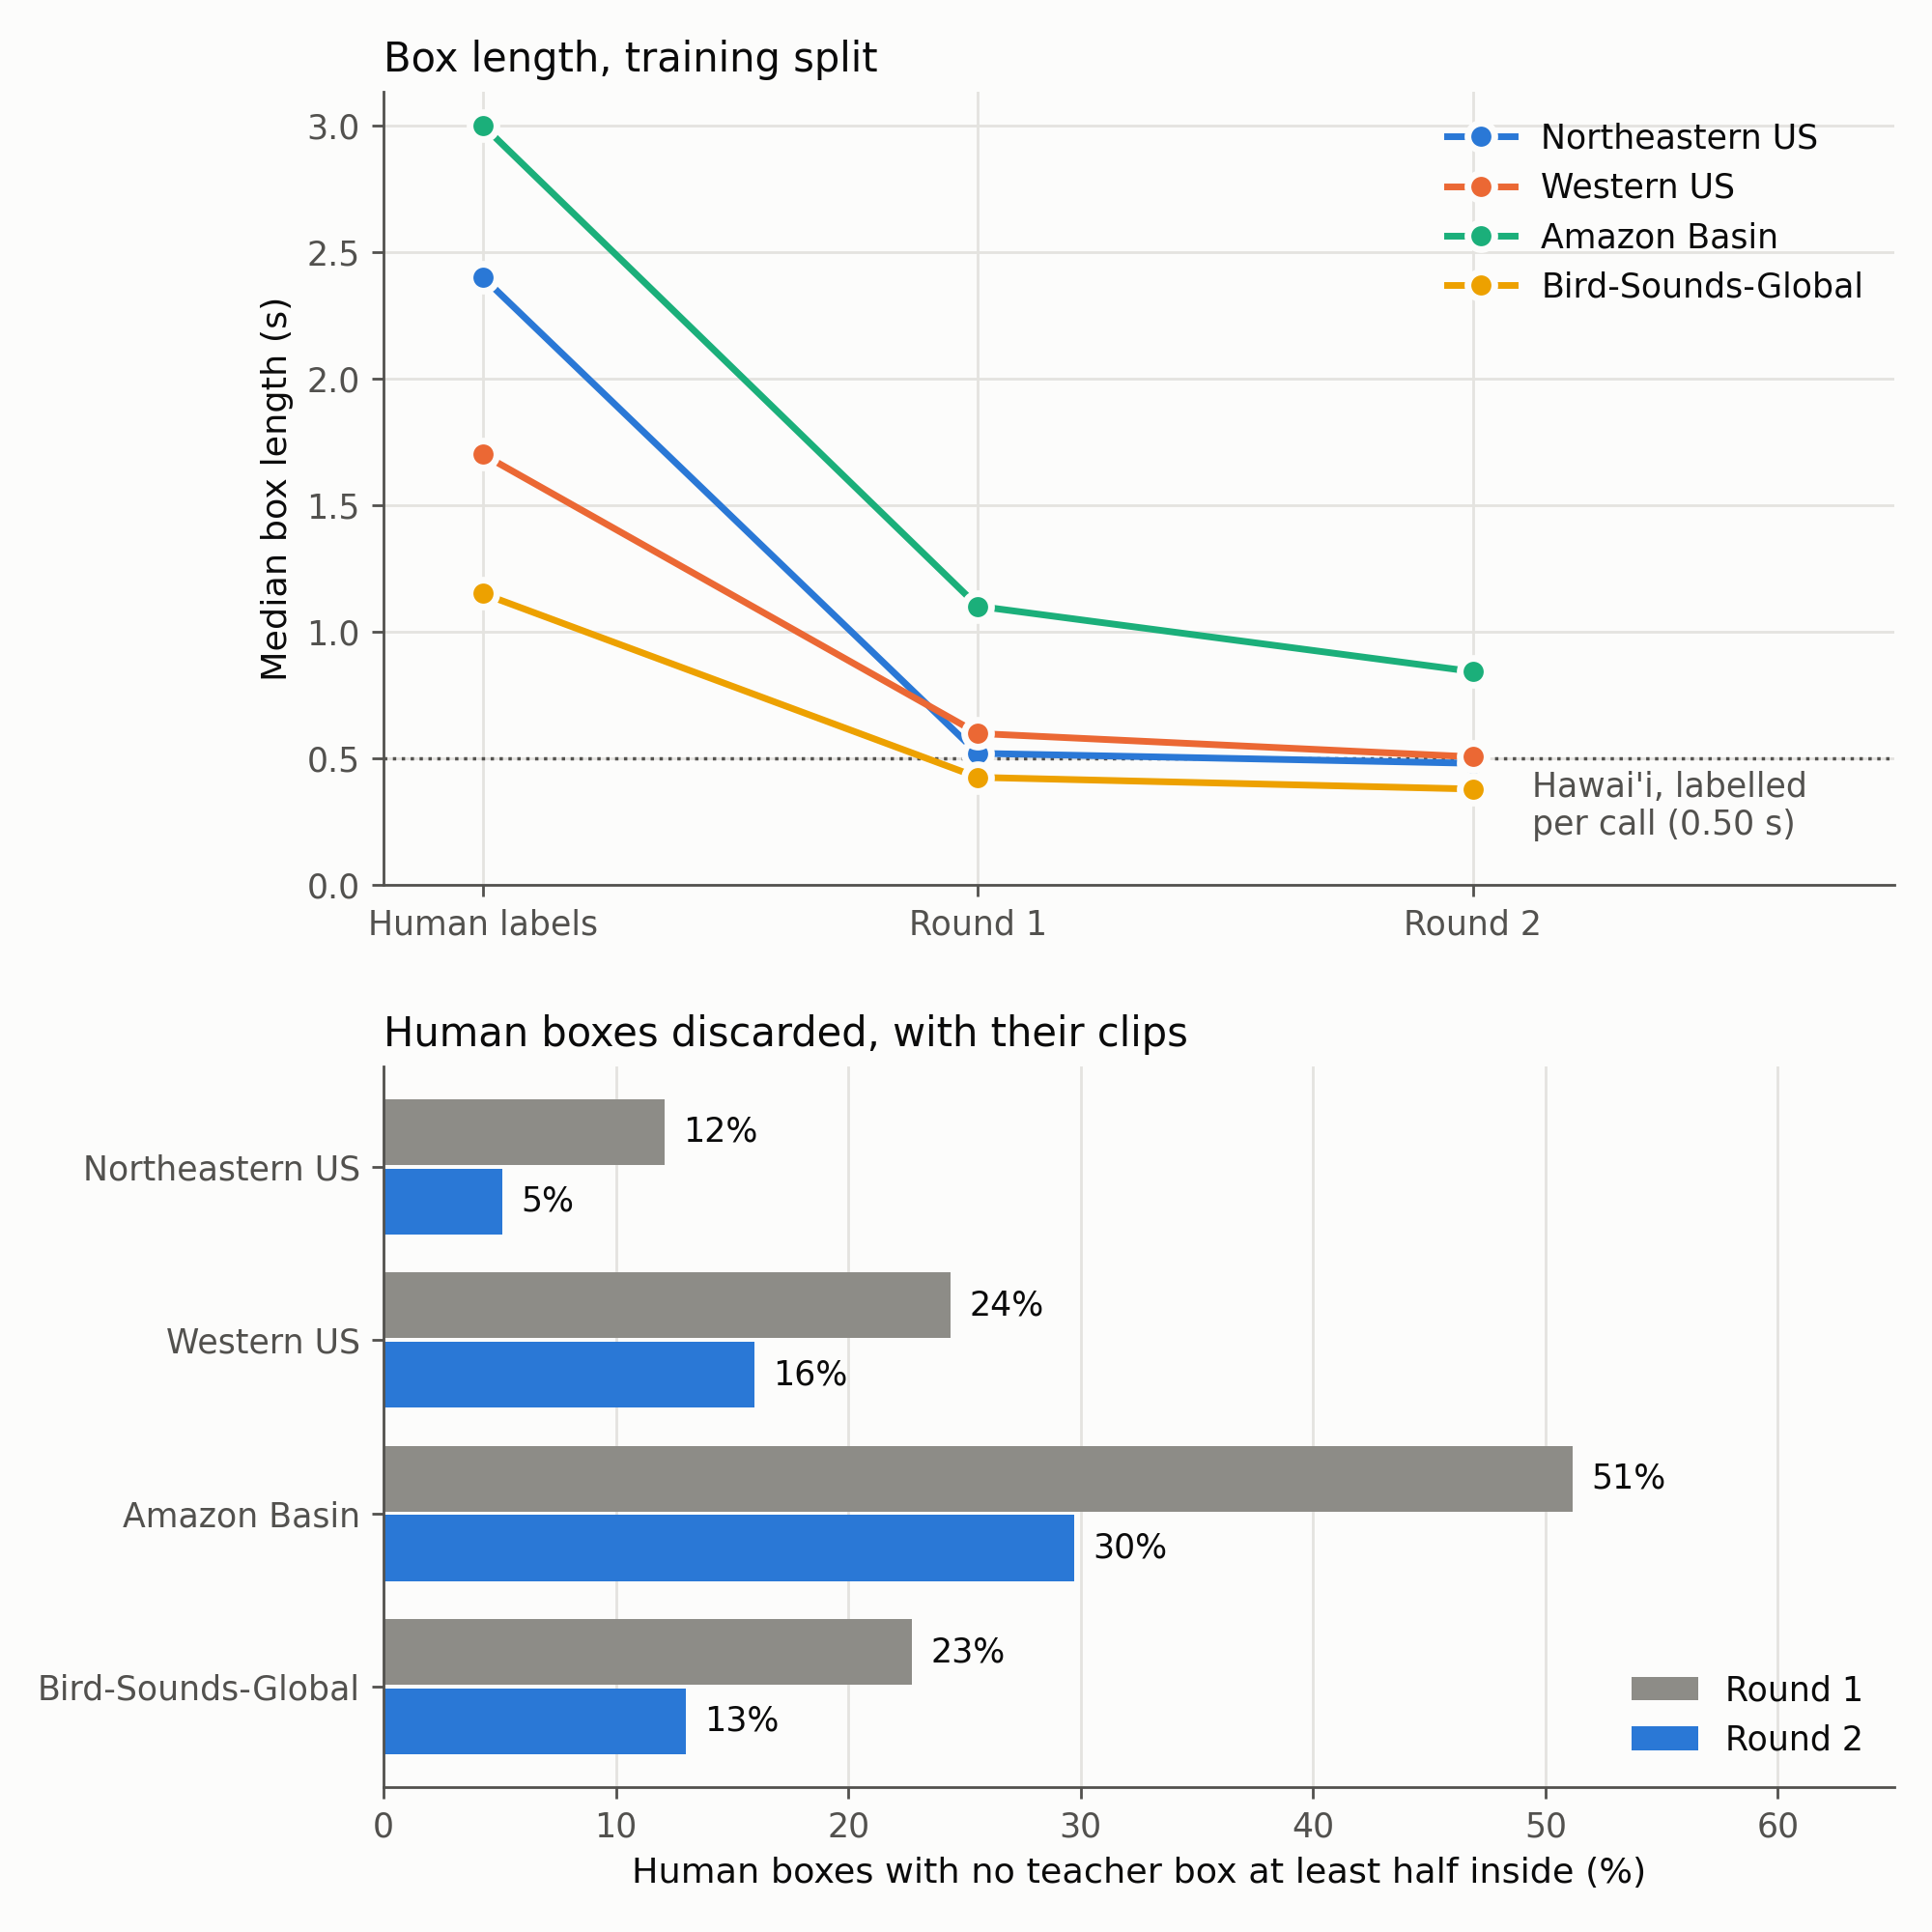 Box length, training split
Median box length (s)
3.0
2.5
2.0
1.5
1.0
0.5
0.0
Northeastern US
Western US
Amazon Basin
Bird-Sounds-Global
Hawai'i, labelled
per call (0.50 s)
Human labels
Round 1
Round 2
Human boxes discarded, with their clips
Northeastern US
12%
5%
Western US
24%
16%
Amazon Basin
51%
30%
Bird-Sounds-Global
23%
13%
Round 1
Round 2
0
10
20
30
40
50
60
Human boxes with no teacher box at least half inside (%)